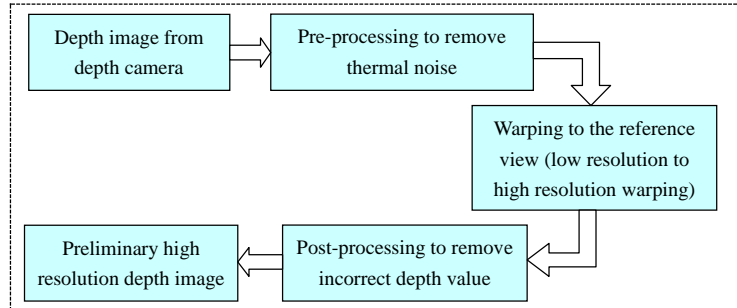 Depth image from
depth camera
Pre-processing to remove
thermal noise
Warping to the reference
view (low resolution to
high resolution warping)
Post-processing to remove
incorrect depth value
Preliminary high
resolution depth image